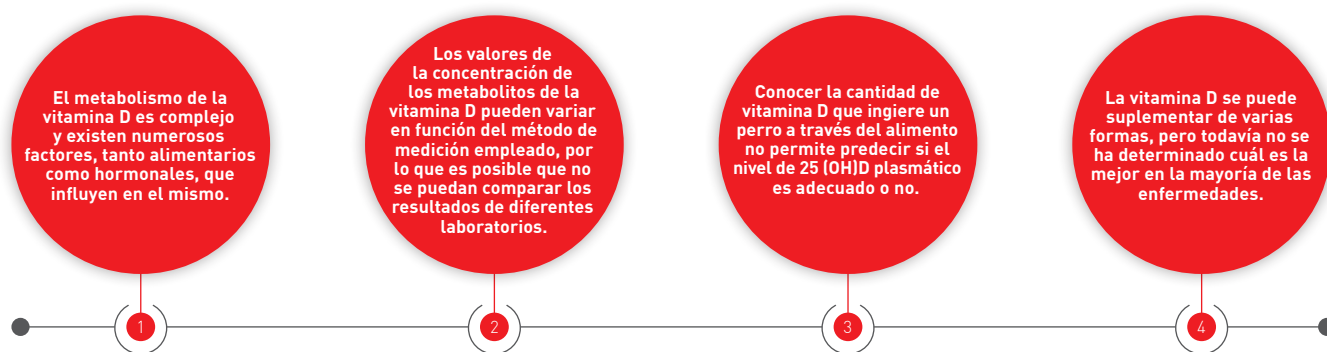 El metabolismo de la
vitamina D es complejo
y existen numerosos
factores, tanto alimentarios
como hormonales, que
influyen en el mismo.
1
Los valores de
la concentración de
los metabolitos de la
vitamina D pueden variar
en función del método de
medición empleado, por
lo que es posible que no
se puedan comparar los
resultados de diferentes
laboratorios.
2
Conocer la cantidad de
vitamina D que ingiere un
perro a través del alimento
no permite predecir si el
nivel de 25 (OH)D plasmático
es adecuado o no.
3
La vitamina D se puede
suplementar de varias
formas, pero todavía no se
ha determinado cuál es la
mejor en la mayoría de las
enfermedades.
4